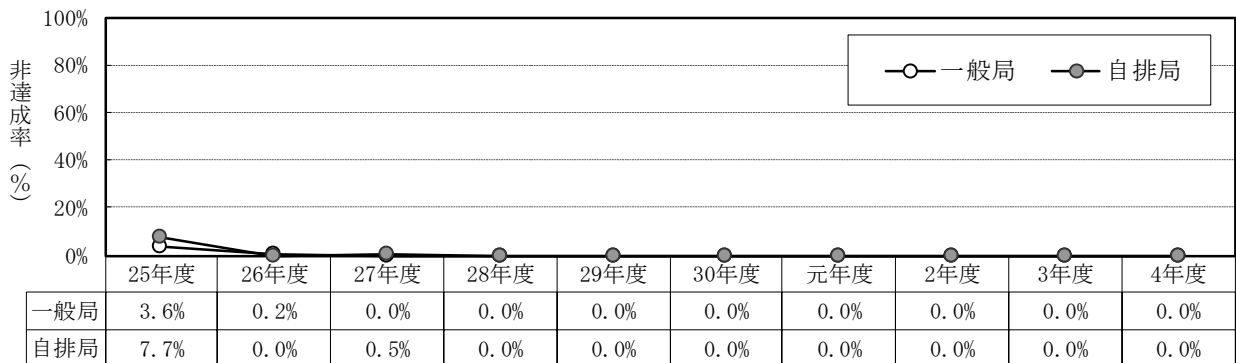 100%
80%
60%
40%
20%
0%
非達成率(%)
一般局 自排局
25年度 26年度 27年度 28年度 29年度 30年度 元年度 2年度 3年度 4年度
一般局 3.6% 0.2% 0.0% 0.0% 0.0% 0.0% 0.0% 0.0% 0.0% 0.0%
自排局 7.7% 0.0% 0.5% 0.0% 0.0% 0.0% 0.0% 0.0% 0.0% 0.0%